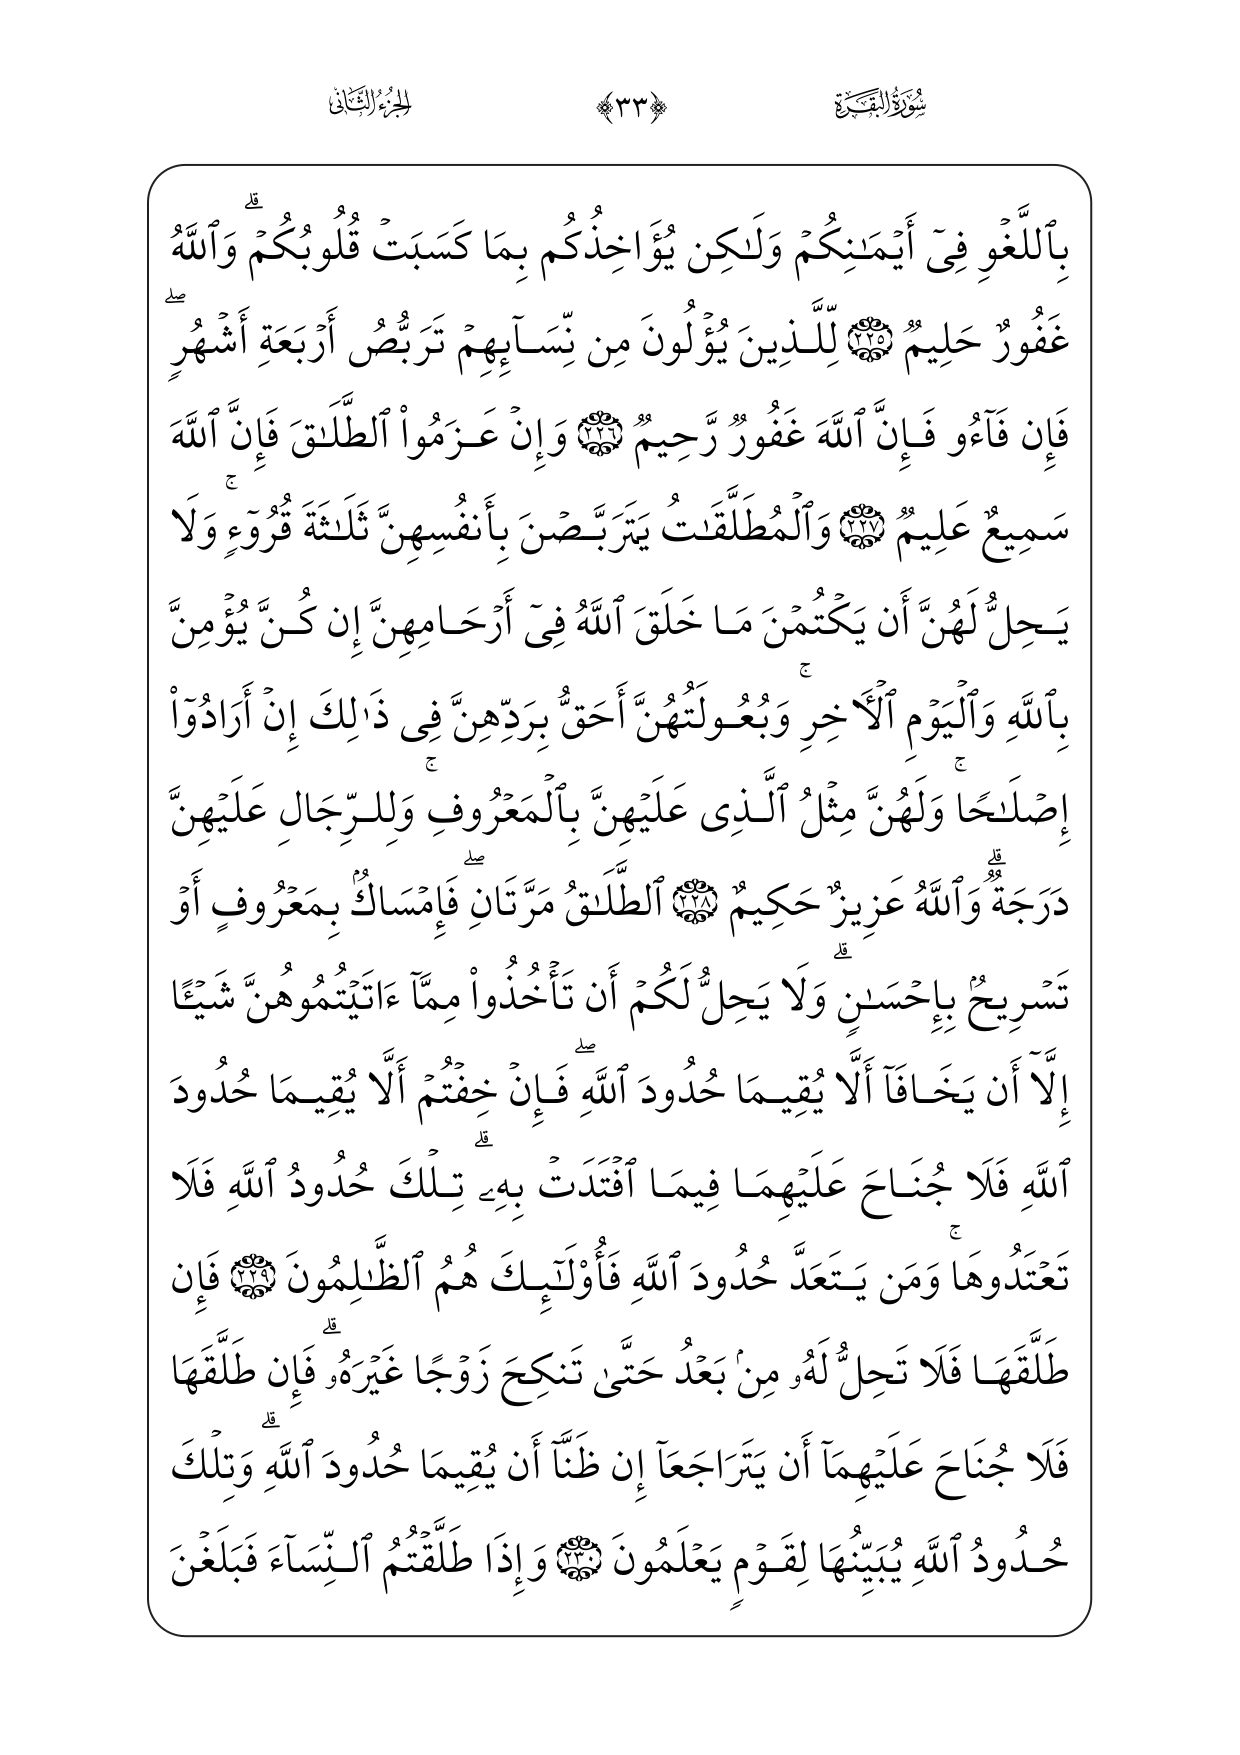 سُورَةُ البَقَرَةِ ﴿٣٣﴾ الجُزْءُ الثَّانِي
بِٱللَّغۡوِ فِيٓ أَيۡمَٰنِكُمۡ وَلَٰكِن يُؤَاخِذُكُم بِمَا كَسَبَتۡ قُلُوبُكُمۡۗ وَٱللَّهُ
غَفُورٌ حَلِيمٞ ٢٢٥ لِّلَّذِينَ يُؤۡلُونَ مِن نِّسَآئِهِمۡ تَرَبُّصُ أَرۡبَعَةِ أَشۡهُرٖۖ
فَإِن فَآءُو فَإِنَّ ٱللَّهَ غَفُورٞ رَّحِيمٞ ٢٢٦ وَإِنۡ عَزَمُواْ ٱلطَّلَٰقَ فَإِنَّ ٱللَّهَ
سَمِيعٌ عَلِيمٞ ٢٢٧ وَٱلۡمُطَلَّقَٰتُ يَتَرَبَّصۡنَ بِأَنفُسِهِنَّ ثَلَٰثَةَ قُرُوٓءٖۚ وَلَا
يَحِلُّ لَهُنَّ أَن يَكۡتُمۡنَ مَا خَلَقَ ٱللَّهُ فِيٓ أَرۡحَامِهِنَّ إِن كُنَّ يُؤۡمِنَّ
بِٱللَّهِ وَٱلۡيَوۡمِ ٱلۡأٓخِرِۚ وَبُعُولَتُهُنَّ أَحَقُّ بِرَدِّهِنَّ فِي ذَٰلِكَ إِنۡ أَرَادُوٓاْ
إِصۡلَٰحٗاۚ وَلَهُنَّ مِثۡلُ ٱلَّذِي عَلَيۡهِنَّ بِٱلۡمَعۡرُوفِۚ وَلِلرِّجَالِ عَلَيۡهِنَّ
دَرَجَةٞۗ وَٱللَّهُ عَزِيزٌ حَكِيمٌ ٢٢٨ ٱلطَّلَٰقُ مَرَّتَانِۖ فَإِمۡسَاكُۢ بِمَعۡرُوفٍ أَوۡ
تَسۡرِيحُۢ بِإِحۡسَٰنٖۗ وَلَا يَحِلُّ لَكُمۡ أَن تَأۡخُذُواْ مِمَّآ ءَاتَيۡتُمُوهُنَّ شَيۡـًٔا
إِلَّآ أَن يَخَافَآ أَلَّا يُقِيمَا حُدُودَ ٱللَّهِۖ فَإِنۡ خِفۡتُمۡ أَلَّا يُقِيمَا حُدُودَ
ٱللَّهِ فَلَا جُنَاحَ عَلَيۡهِمَا فِيمَا ٱفۡتَدَتۡ بِهِۦۗ تِلۡكَ حُدُودُ ٱللَّهِ فَلَا
تَعۡتَدُوهَاۚ وَمَن يَتَعَدَّ حُدُودَ ٱللَّهِ فَأُوْلَٰٓئِكَ هُمُ ٱلظَّٰلِمُونَ ٢٢٩ فَإِن
طَلَّقَهَا فَلَا تَحِلُّ لَهُۥ مِنۢ بَعۡدُ حَتَّىٰ تَنكِحَ زَوۡجًا غَيۡرَهُۥۗ فَإِن طَلَّقَهَا
فَلَا جُنَاحَ عَلَيۡهِمَآ أَن يَتَرَاجَعَآ إِن ظَنَّآ أَن يُقِيمَا حُدُودَ ٱللَّهِۗ وَتِلۡكَ
حُدُودُ ٱللَّهِ يُبَيِّنُهَا لِقَوۡمٖ يَعۡلَمُونَ ٢٣٠ وَإِذَا طَلَّقۡتُمُ ٱلنِّسَآءَ فَبَلَغۡنَ